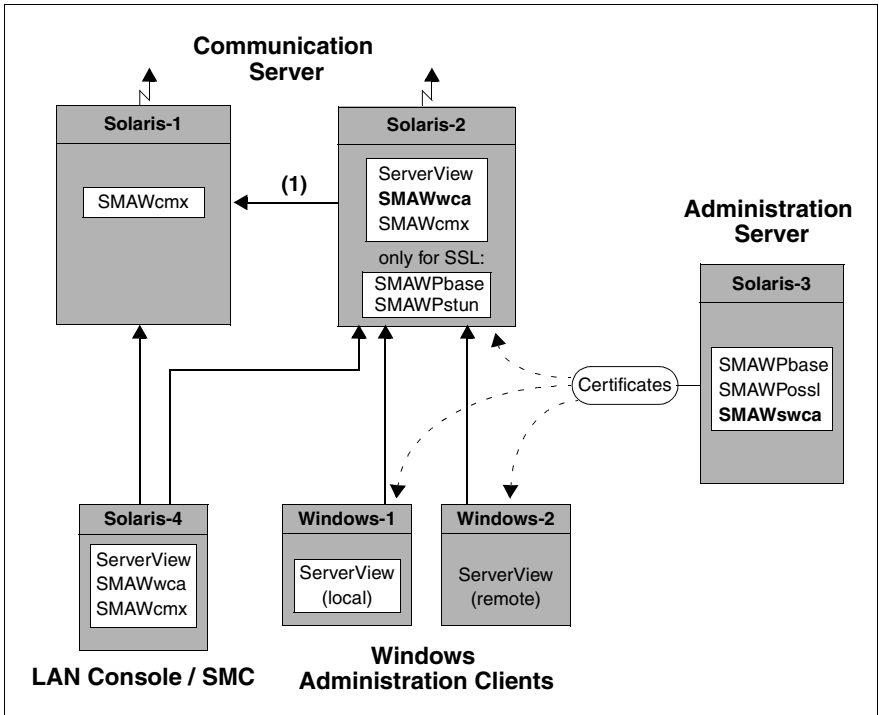 Communication
Server
Solaris-1
SMAWcmx
(1)
Solaris-2
ServerView
SMAWwca
SMAWcmx
only for SSL:
SMAWPbase
SMAWPstun
Administration
Server
Solaris-3
SMAWPbase
SMAWPossl
SMAWswca
Certificates
Solaris-4
ServerView
SMAWwca
SMAWcmx
LAN Console / SMC
Windows-1
ServerView
(local)
Windows-2
ServerView
(remote)
Windows
Administration Clients